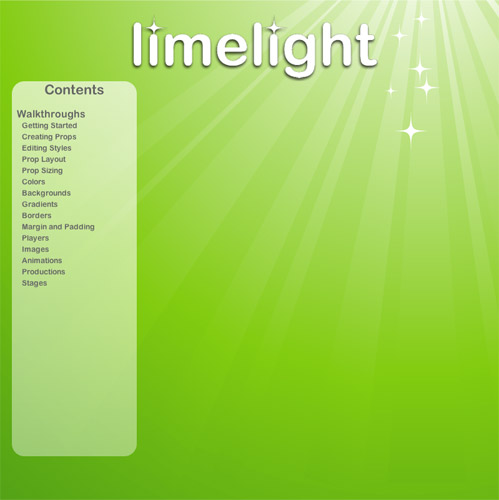 limelight
Contents
Walkthroughs
Getting Started
Creating Props
Editing Styles
Prop Layout
Prop Sizing
Colors
Backgrounds
Gradients
Borders
Margin and Padding
Players
Images
Animations
Productions
Stages